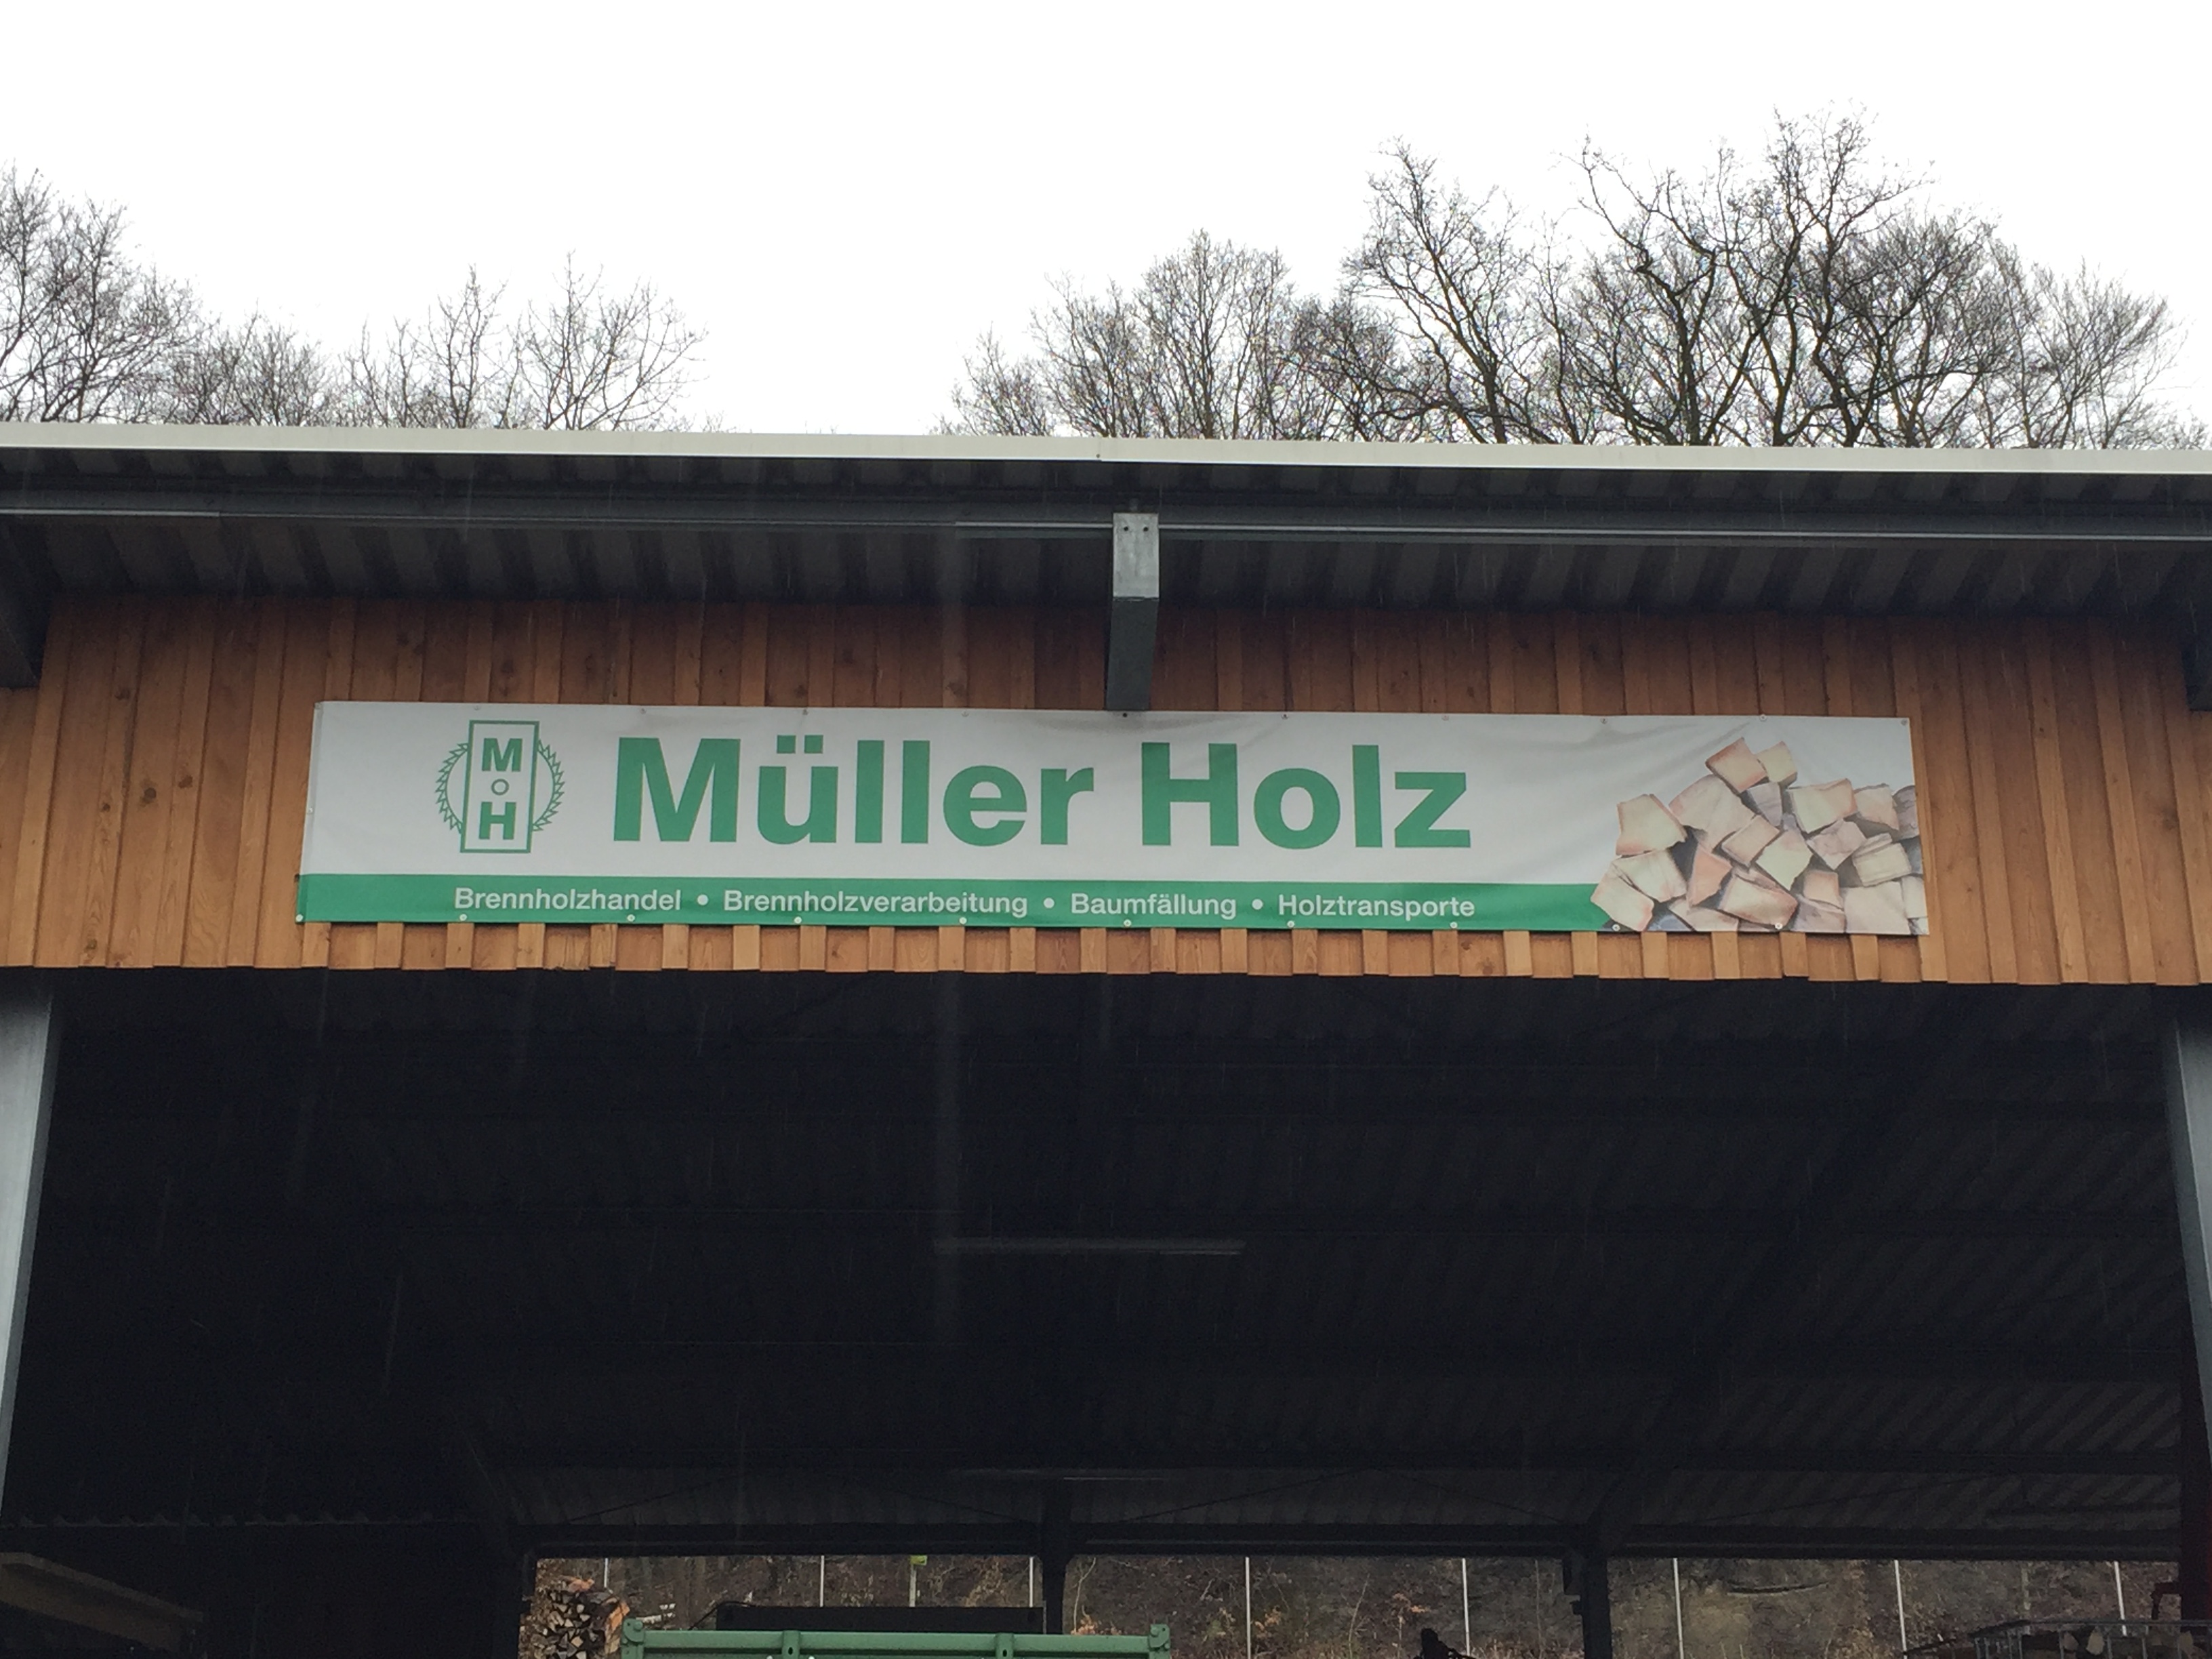 M
o
H
Müller Holz
Brennholzhandel • Brennholzverarbeitung • Baumfällung • Holztransporte